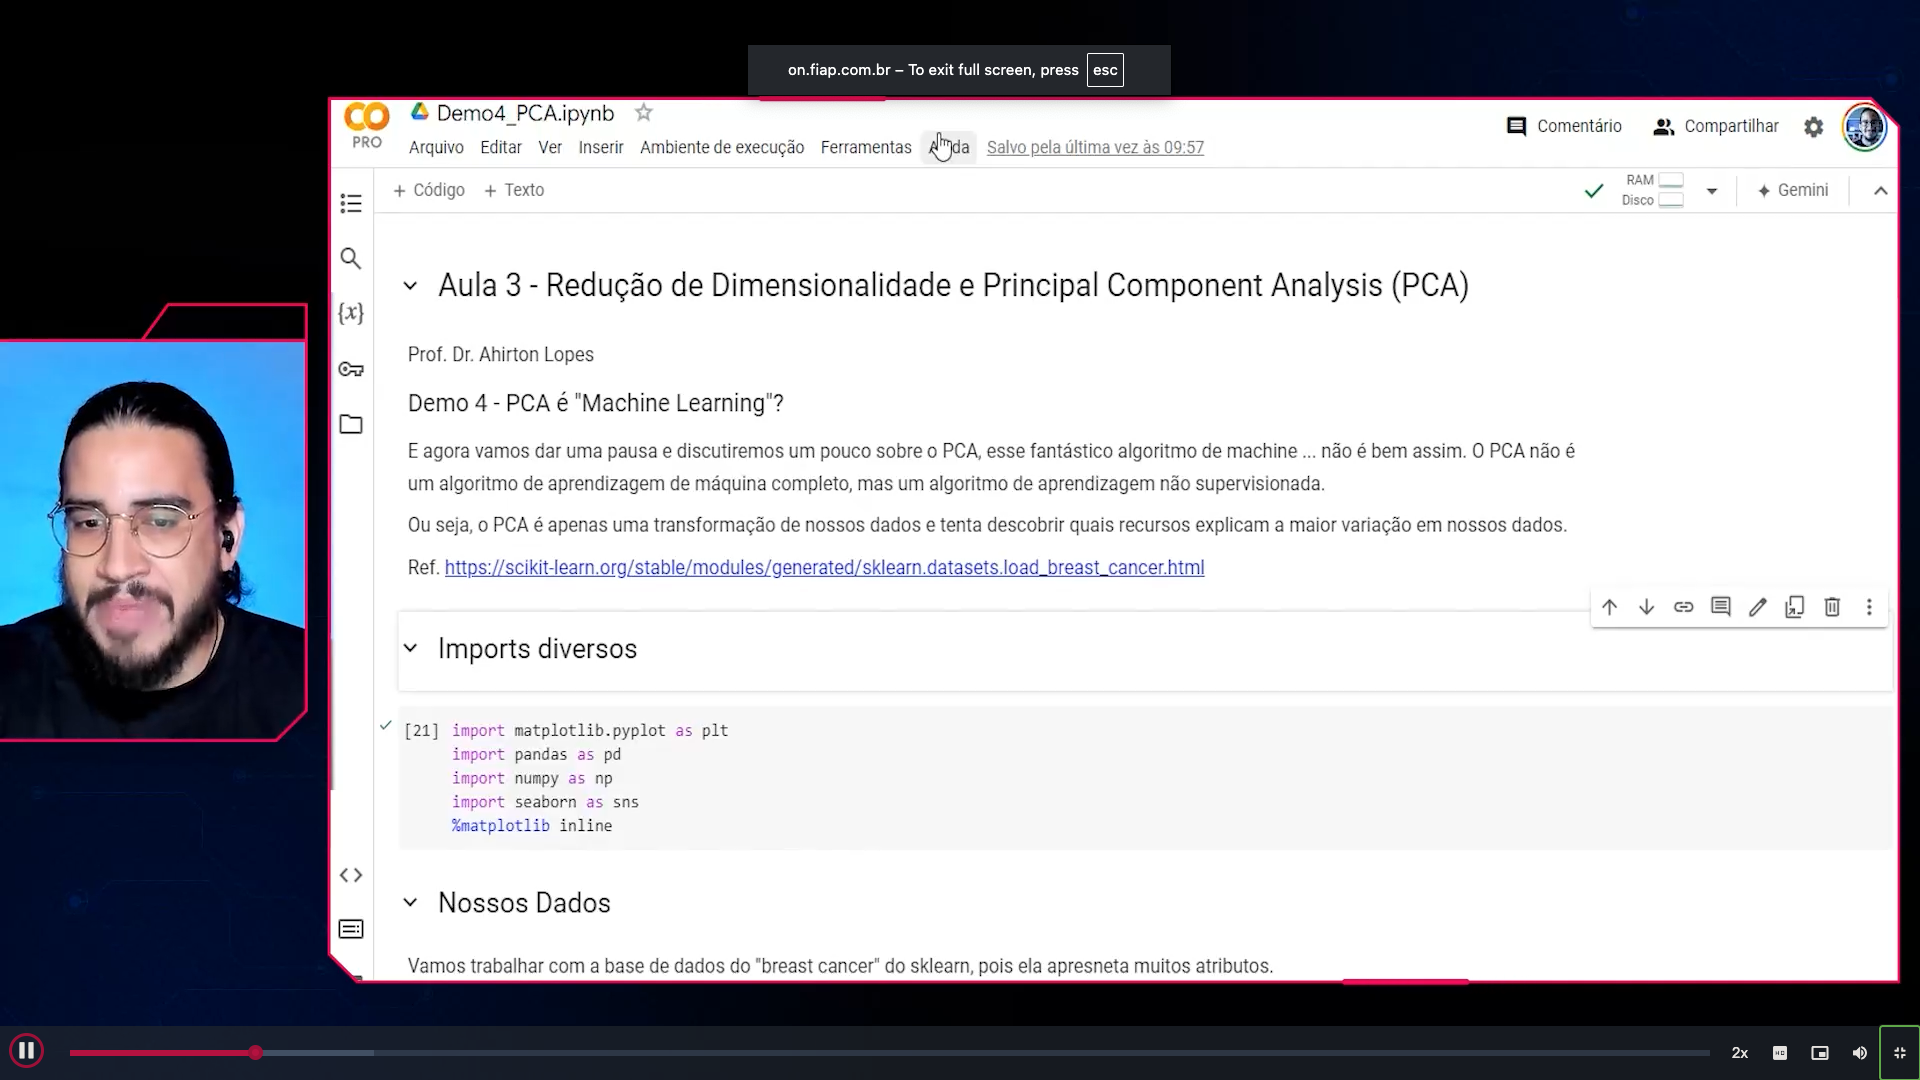 on.fiap.com.br – To exit full screen, press esc
CO
PRO
Demo4_PCA.ipynb
Arquivo Editar Ver Inserir Ambiente de execução Ferramentas Salvo pela última vez às 09:57
Comentário Compartilhar
+ Código + Texto
RAM
Disco
Gemini
{x}
Aula 3 - Redução de Dimensionalidade e Principal Component Analysis (PCA)
Prof. Dr. Ahirton Lopes
Demo 4 - PCA é "Machine Learning"?
E agora vamos dar uma pausa e discutiremos um pouco sobre o PCA, esse fantástico algoritmo de machine ... não é bem assim. O PCA não é
um algoritmo de aprendizagem de máquina completo, mas um algoritmo de aprendizagem não supervisionada.
Ou seja, o PCA é apenas uma transformação de nossos dados e tenta descobrir quais recursos explicam a maior variação em nossos dados.
Ref. https://scikit-learn.org/stable/modules/generated/sklearn.datasets.load_breast_cancer.html
Imports diversos
[21] import matplotlib.pyplot as plt
import pandas as pd
import numpy as np
import seaborn as sns
%matplotlib inline
Nossos Dados
Vamos trabalhar com a base de dados do "breast cancer" do sklearn, pois ela apresneta muitos atributos.
2x